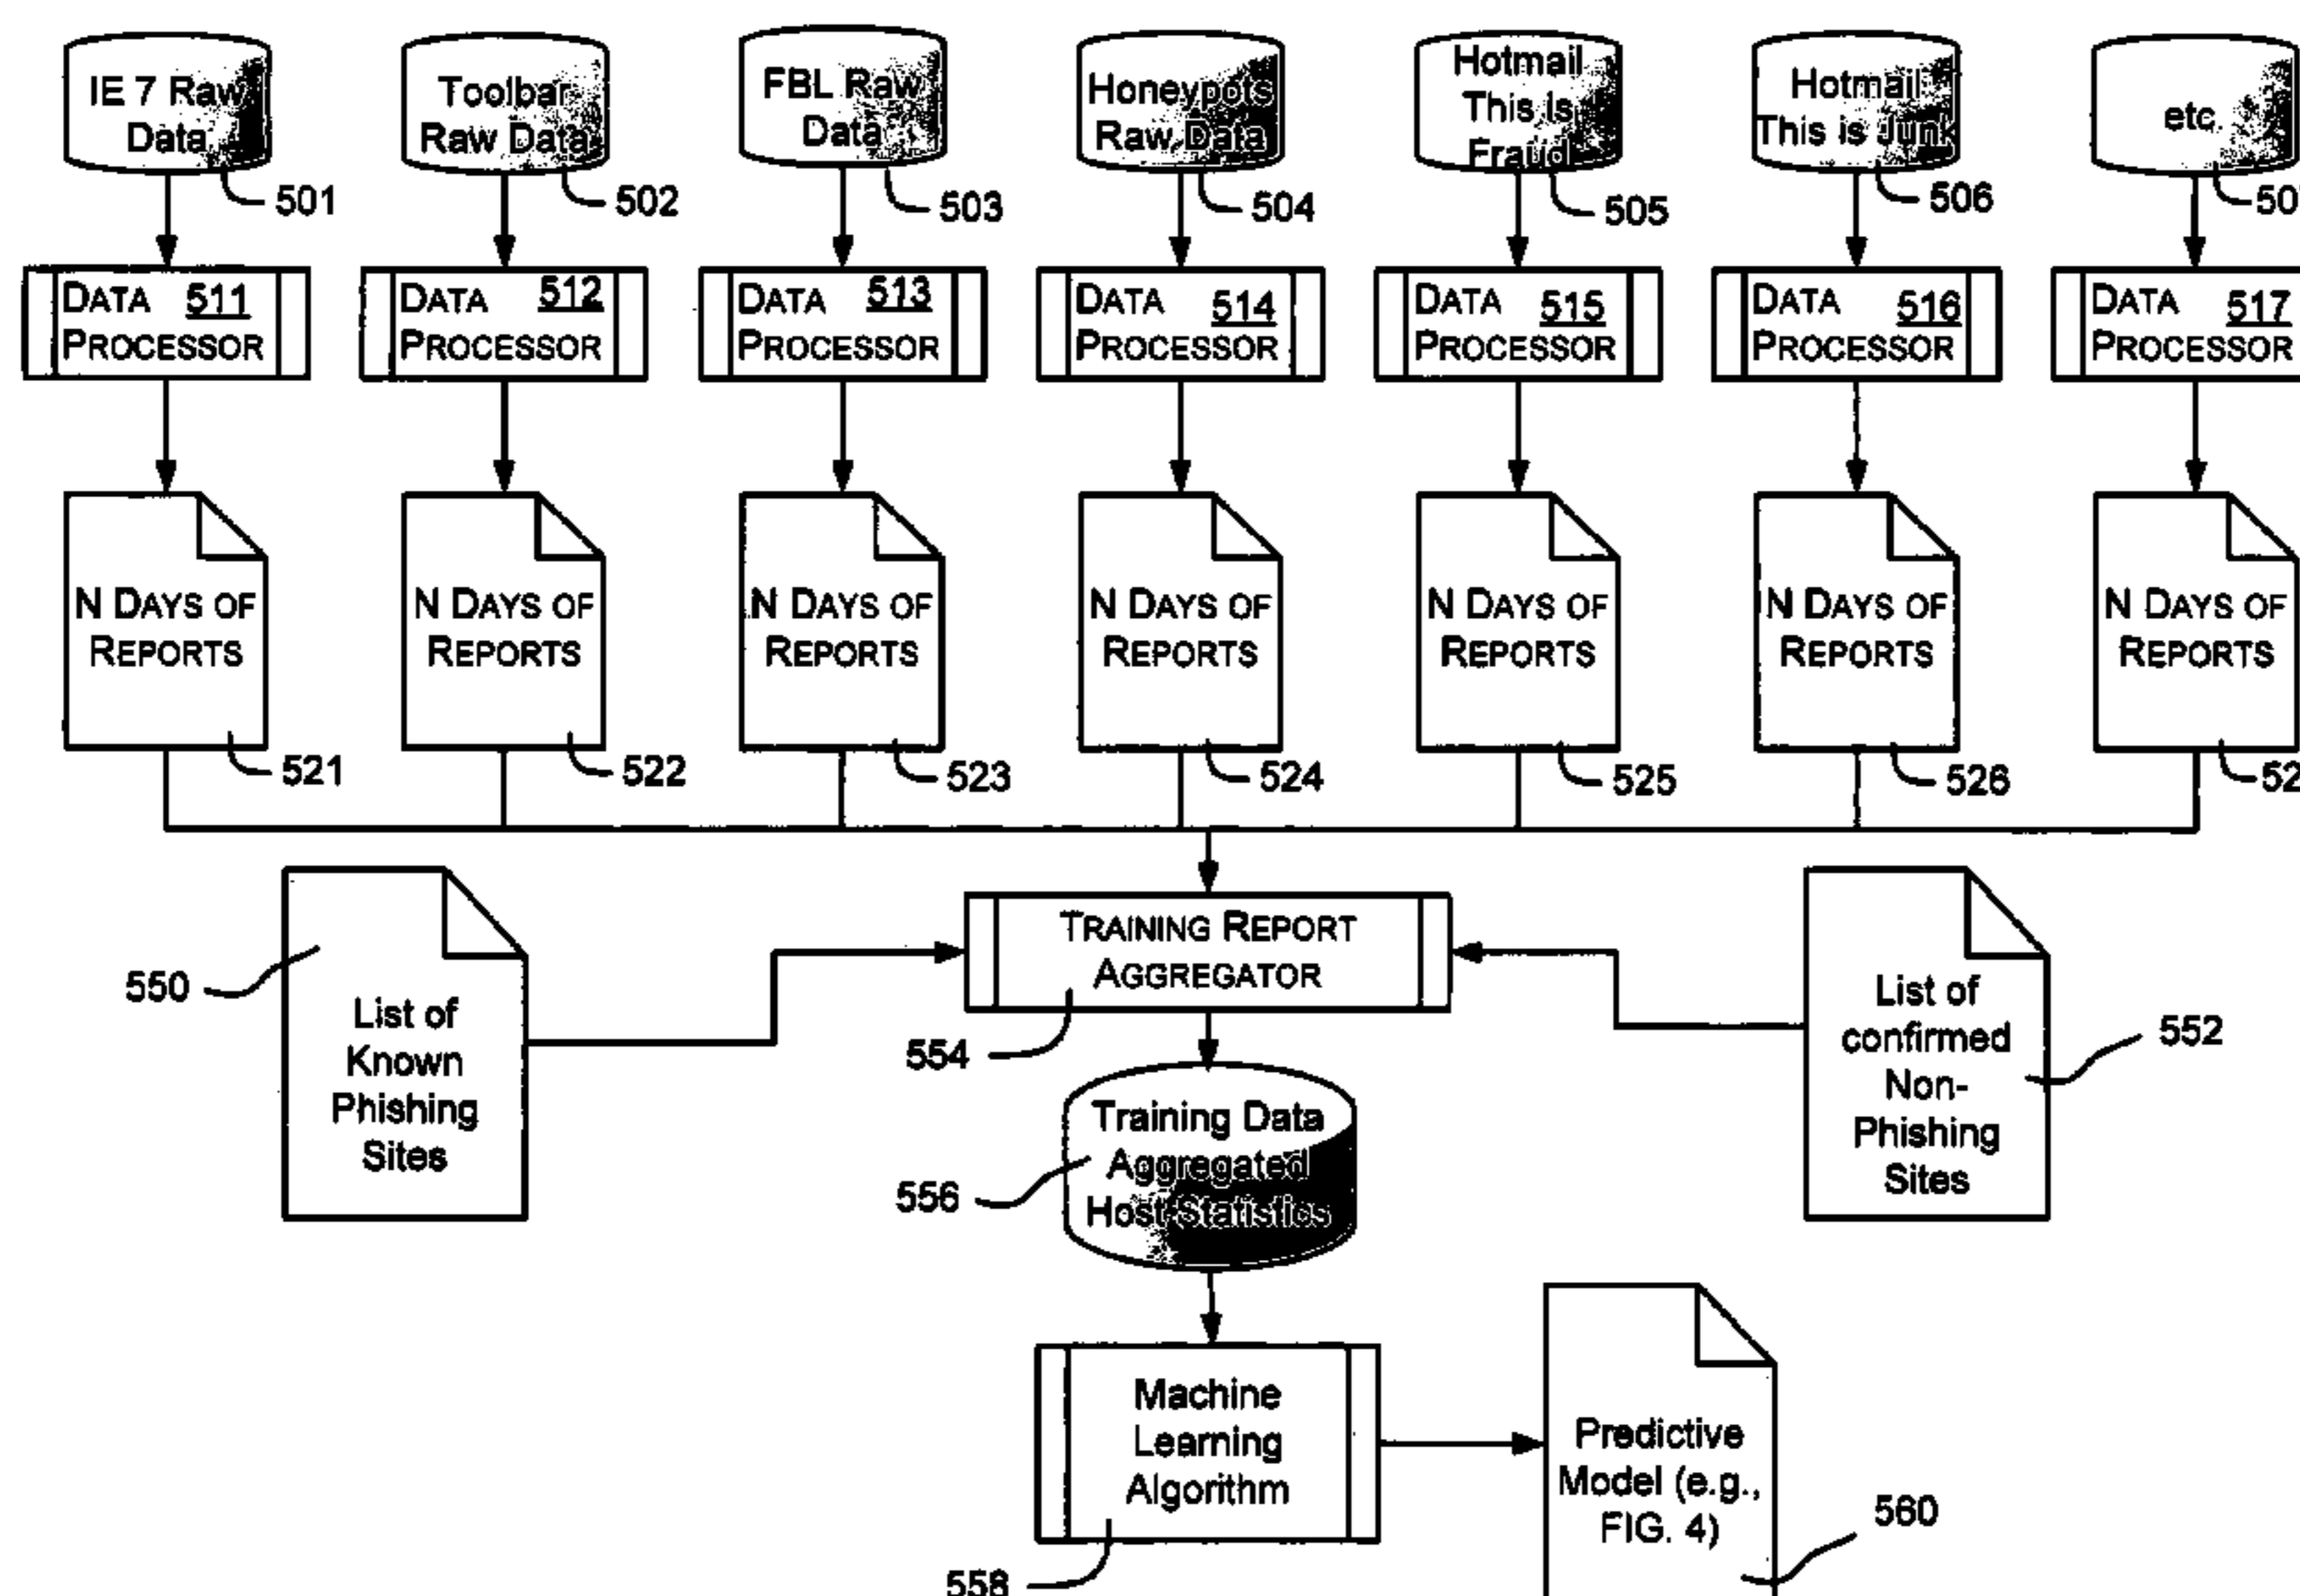 IE 7 Raw
Data
Toolbar
Raw Data
FBL Raw
Data
Honeypots
Raw Data
Hotmail
This is
Fraud
Hotmail
This is Junk
etc.
501
502
503
504
505
506
DATA 511
PROCESSOR
DATA 512
PROCESSOR
DATA 513
PROCESSOR
DATA 514
PROCESSOR
DATA 515
PROCESSOR
DATA 516
PROCESSOR
DATA 517
PROCESSOR
N DAYS OF
REPORTS
N DAYS OF
REPORTS
N DAYS OF
REPORTS
N DAYS OF
REPORTS
N DAYS OF
REPORTS
N DAYS OF
REPORTS
N DAYS OF
REPORTS
521
522
523
524
525
526
550
List of
Known
Phishing
Sites
TRAINING REPORT
AGGREGATOR
554
List of
confirmed
Non-
Phishing
Sites
552
Training Data
Aggregated
Host Statistics
556
Machine
Learning
Algorithm
558
Predictive
Model (e.g.,
FIG. 4)
560